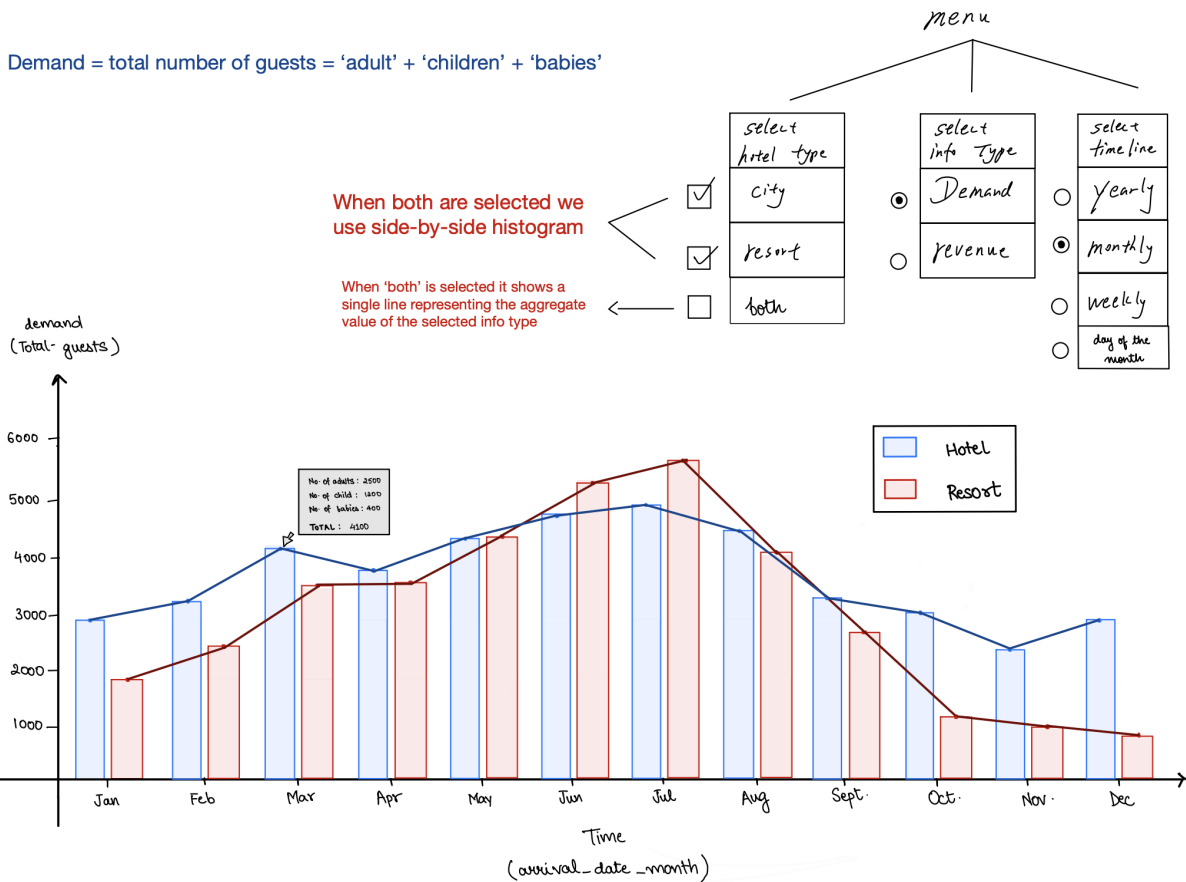 menu
Demand = total number of guests = ‘adult’ + ‘children’ + ‘babies’
select
hotel type
city
resort
both
select
info Type
Demand
revenue
select
timeline
yearly
monthly
weekly
day of the
month
When both are selected we
use side-by-side histogram
When ‘both’ is selected it shows a
single line representing the aggregate
value of the selected info type
demand
(Total- guests)
6000
5000
4000
3000
2000
1000
No. of adults : 2500
No. of child : 1200
No. of babies : 400
TOTAL : 4100
Hotel
Resort
Jan
Feb
Mar
Apr
May
Jun
Jul
Aug
Sept.
Oct.
Nov.
Dec
Time
(arrival_date_month)